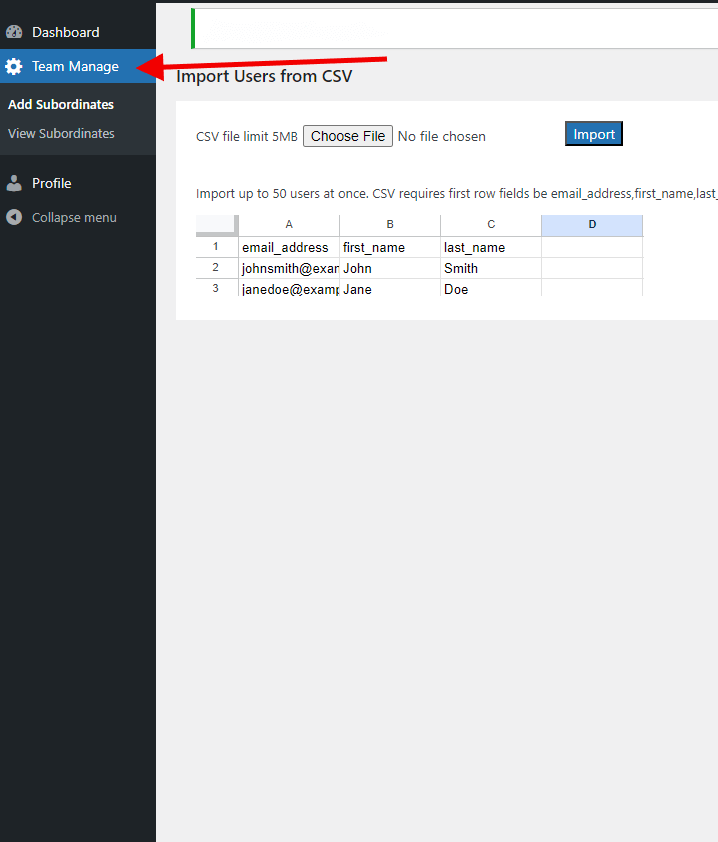 Dashboard
Team Manage
Add Subordinates
View Subordinates
Profile
Collapse menu
Import Users from CSV
CSV file limit 5MB Choose File No file chosen Import
Import up to 50 users at once. CSV requires first row fields be email_address,first_name,last_
A B C D
1 email_address first_name last_name
2 johnsmith@exam John Smith
3 janedoe@examp Jane Doe